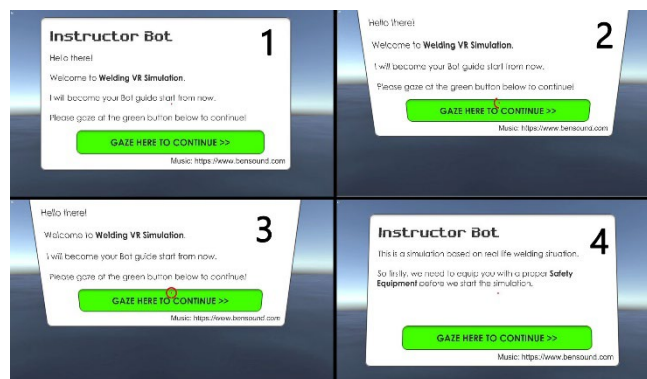 Instructor Bot
1
Hello there!
Welcome to Welding VR Simulation.
I will become your Bot guide start from now.
Please gaze at the green button below to continue!
GAZE HERE TO CONTINUE >>
Music: https://www.bensound.com
Hello there!
2
Welcome to Welding VR Simulation.
I will become your Bot guide start from now.
Please gaze at the green button below to continue!
GAZE HERE TO CONTINUE >>
Music: https://www.bensound.com
Hello there!
3
Welcome to Welding VR Simulation.
I will become your Bot guide start from now.
Please gaze at the green button below to continue!
GAZE HERE TO CONTINUE >>
Music: https://www.bensound.com
Instructor Bot
4
This is a simulation based on real life welding situation.
So firstly, we need to equip you with a proper Safety
Equipment before we start the simulation.
GAZE HERE TO CONTINUE >>
Music: https://www.bensound.com